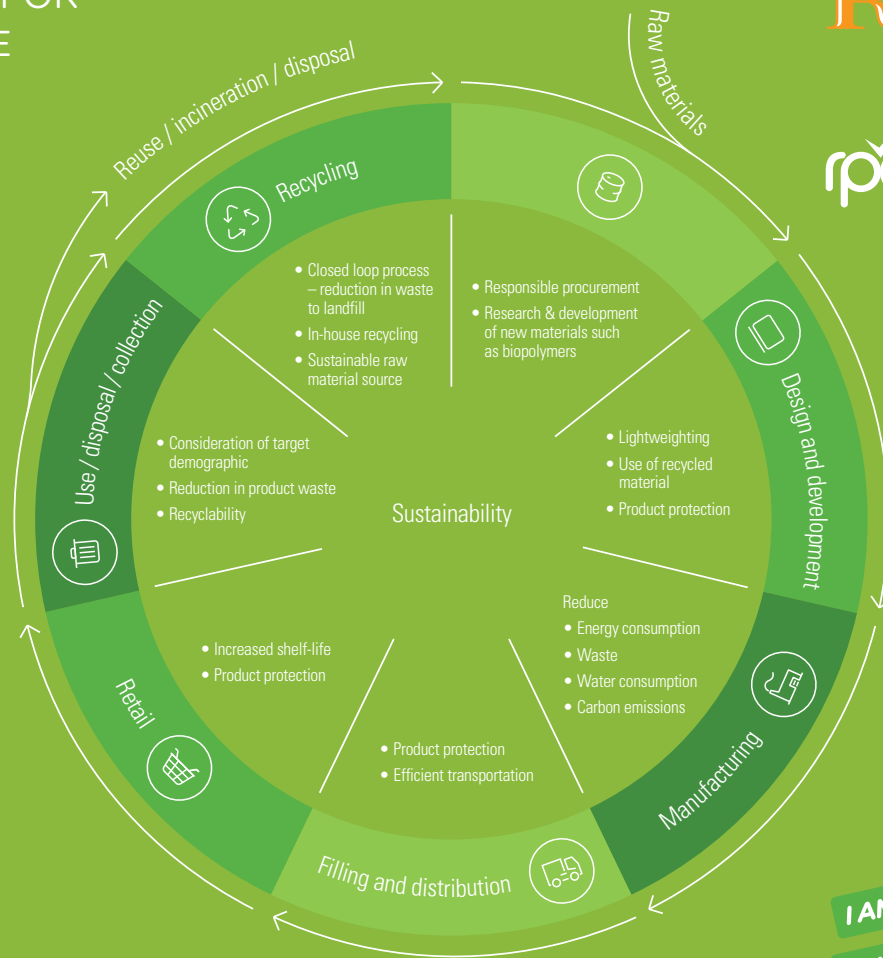 Reuse / incineration / disposal
Raw materials
Recycling
• Closed loop process
– reduction in waste
to landfill
• In-house recycling
• Sustainable raw
material source
• Responsible procurement
• Research & development
of new materials such
as biopolymers
Design and development
• Lightweighting
• Use of recycled
material
• Product protection
Use / disposal / collection
• Consideration of target
demographic
• Reduction in product waste
• Recyclability
Sustainability
Reduce
• Energy consumption
• Waste
• Water consumption
• Carbon emissions
Manufacturing
• Increased shelf-life
• Product protection
Retail
• Product protection
• Efficient transportation
Filling and distribution